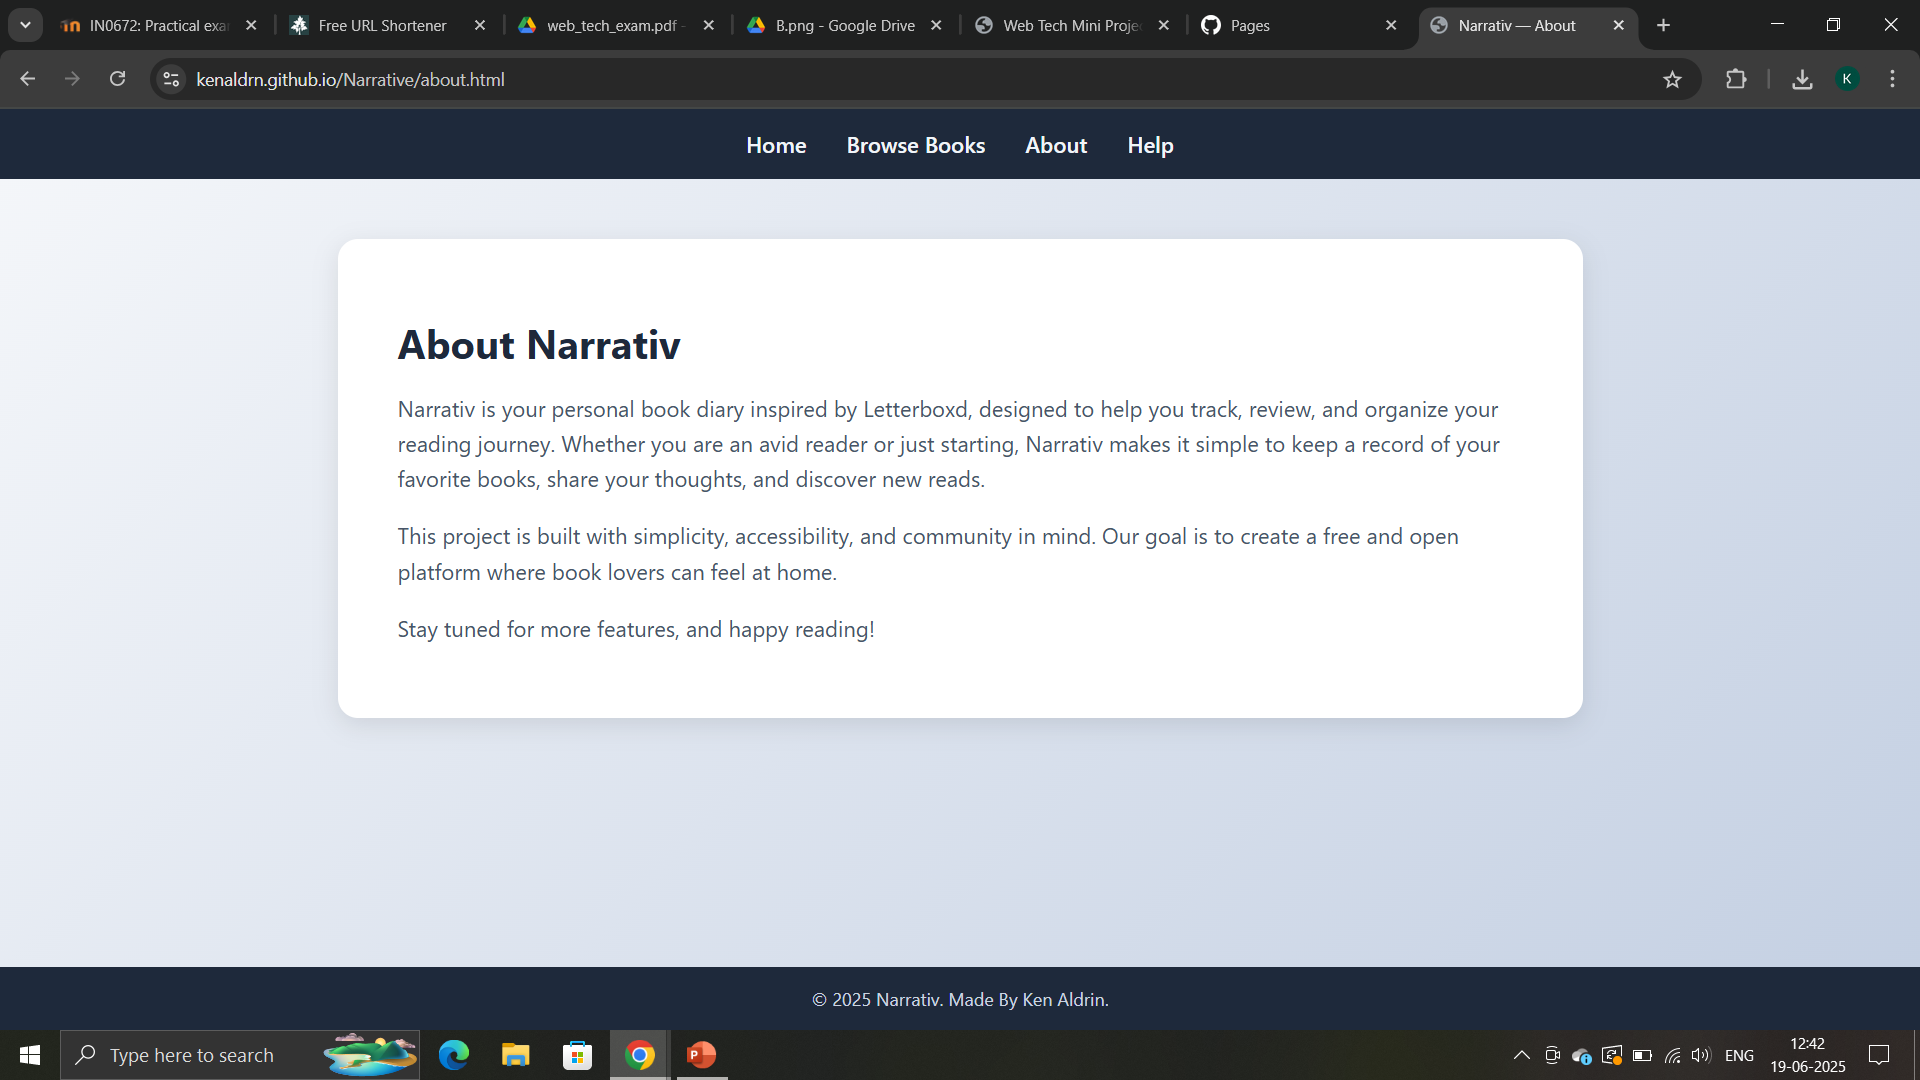 IN0672: Practical exa
Free URL Shortener
web_tech_exam.pdf -
B.png - Google Drive
Web Tech Mini Proje
Pages
Narrativ — About
kenaldrn.github.io/Narrative/about.html
K
Home
Browse Books
About
Help
About Narrativ
Narrativ is your personal book diary inspired by Letterboxd, designed to help you track, review, and organize your
reading journey. Whether you are an avid reader or just starting, Narrativ makes it simple to keep a record of your
favorite books, share your thoughts, and discover new reads.
This project is built with simplicity, accessibility, and community in mind. Our goal is to create a free and open
platform where book lovers can feel at home.
Stay tuned for more features, and happy reading!
© 2025 Narrativ. Made By Ken Aldrin.
Type here to search
P
ENG
12:42
19-06-2025